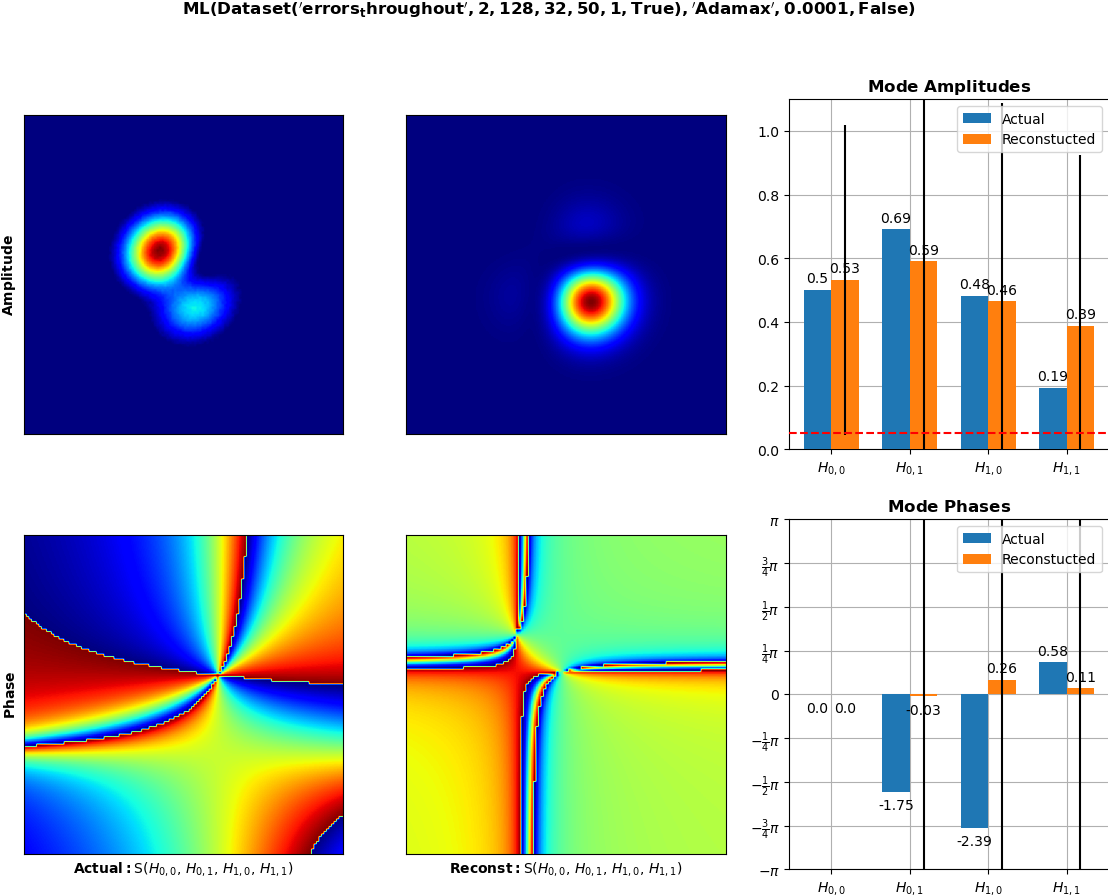 ML(Dataset('errors_throughout', 2, 128, 32, 50, 1, True), 'Adamax', 0.0001, False)
Amplitude
Mode Amplitudes
Actual
Reconstucted
1.0
0.8
0.6
0.4
0.2
0.0
0.5
0.53
0.69
0.59
0.48
0.46
0.19
0.39
H0,0
H0,1
H1,0
H1,1
Phase
Actual: S(H0,0, H0,1, H1,0, H1,1)
Reconst: S(H0,0, H0,1, H1,0, H1,1)
Mode Phases
Actual
Reconstucted
π
3/4π
1/2π
1/4π
0
−1/4π
−1/2π
−3/4π
−π
0.0
0.0
-1.75
-0.03
-2.39
0.26
0.58
0.11
H0,0
H0,1
H1,0
H1,1